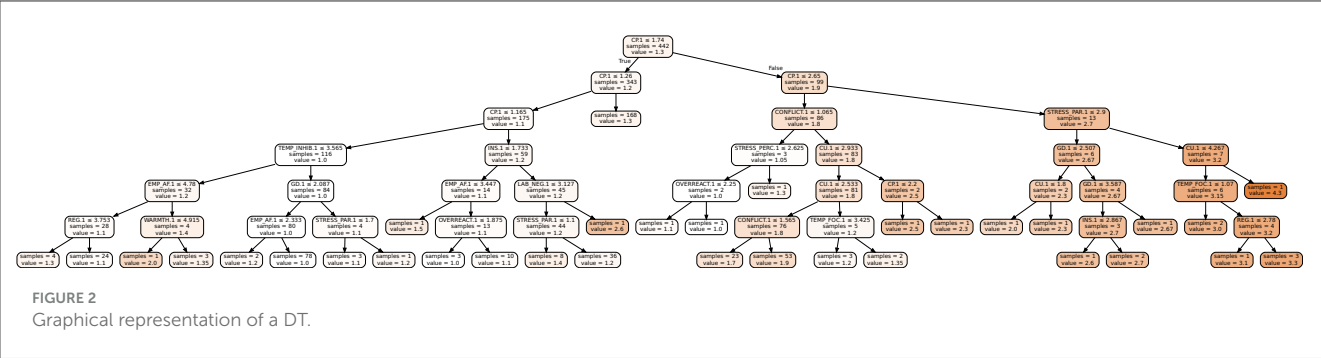 CP.1 ≤ 1.74
samples = 442
value = 1.3
True
False
CP.1 ≤ 1.26
samples = 343
value = 1.2
CP.1 ≤ 2.65
samples = 99
value = 1.9
CP.1 ≤ 1.165
samples = 175
value = 1.1
samples = 168
value = 1.3
CONFLICT.1 ≤ 1.065
samples = 86
value = 1.8
STRESS_PAR.1 ≤ 2.9
samples = 13
value = 2.7
TEMP_INHIB.1 ≤ 3.565
samples = 116
value = 1.0
INS.1 ≤ 1.733
samples = 59
value = 1.2
STRESS_PERC.1 ≤ 2.625
samples = 3
value = 1.05
CU.1 ≤ 2.933
samples = 83
value = 1.8
GD.1 ≤ 2.507
samples = 6
value = 2.67
CU.1 ≤ 4.267
samples = 7
value = 3.2
EMP_AF.1 ≤ 4.78
samples = 32
value = 1.2
GD.1 ≤ 2.087
samples = 84
value = 1.0
EMP_AF.1 ≤ 3.447
samples = 14
value = 1.1
LAB_NEG.1 ≤ 3.127
samples = 45
value = 1.2
OVERREACT.1 ≤ 2.25
samples = 2
value = 1.0
samples = 1
value = 1.3
CU.1 ≤ 2.533
samples = 81
value = 1.8
CP.1 ≤ 2.2
samples = 2
value = 2.5
CU.1 ≤ 1.8
samples = 2
value = 2.3
GD.1 ≤ 3.587
samples = 4
value = 2.67
TEMP_FOC.1 ≤ 1.07
samples = 6
value = 3.15
samples = 1
value = 4.3
REG.1 ≤ 3.753
samples = 28
value = 1.1
WARMTH.1 ≤ 4.915
samples = 4
value = 1.4
EMP_AF.1 ≤ 2.333
samples = 80
value = 1.0
STRESS_PAR.1 ≤ 1.7
samples = 4
value = 1.1
samples = 1
value = 1.5
OVERREACT.1 ≤ 1.875
samples = 13
value = 1.1
STRESS_PAR.1 ≤ 1.1
samples = 44
value = 1.2
samples = 1
value = 2.6
samples = 1
value = 1.1
samples = 1
value = 1.0
CONFLICT.1 ≤ 1.565
samples = 76
value = 1.8
TEMP_FOC.1 ≤ 3.425
samples = 5
value = 1.2
samples = 1
value = 2.5
samples = 1
value = 2.3
samples = 1
value = 2.0
samples = 1
value = 2.3
INS.1 ≤ 2.867
samples = 3
value = 2.7
samples = 1
value = 2.67
samples = 2
value = 3.0
REG.1 ≤ 2.78
samples = 4
value = 3.2
samples = 4
value = 1.3
samples = 24
value = 1.1
samples = 1
value = 2.0
samples = 3
value = 1.35
samples = 2
value = 1.2
samples = 78
value = 1.0
samples = 3
value = 1.1
samples = 1
value = 1.2
samples = 3
value = 1.0
samples = 10
value = 1.1
samples = 8
value = 1.4
samples = 36
value = 1.2
samples = 23
value = 1.7
samples = 53
value = 1.9
samples = 3
value = 1.2
samples = 2
value = 1.35
samples = 1
value = 2.6
samples = 2
value = 2.7
samples = 1
value = 3.1
samples = 3
value = 3.3
FIGURE 2
Graphical representation of a DT.